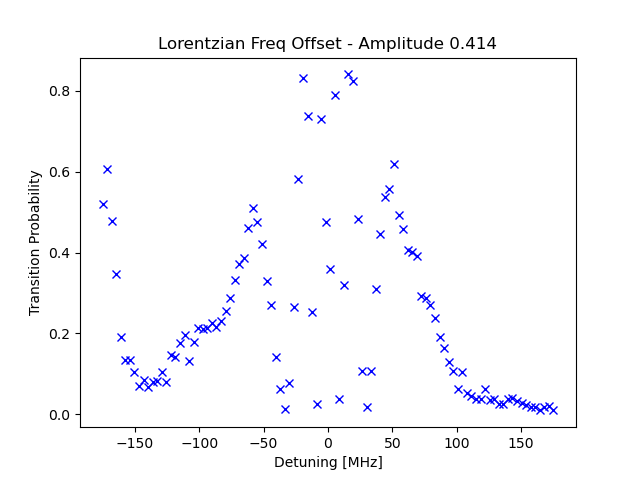 Lorentzian Freq Offset - Amplitude 0.414
Transition Probability
0.8
0.6
0.4
0.2
0.0
−150 −100 −50 0 50 100 150
Detuning [MHz]